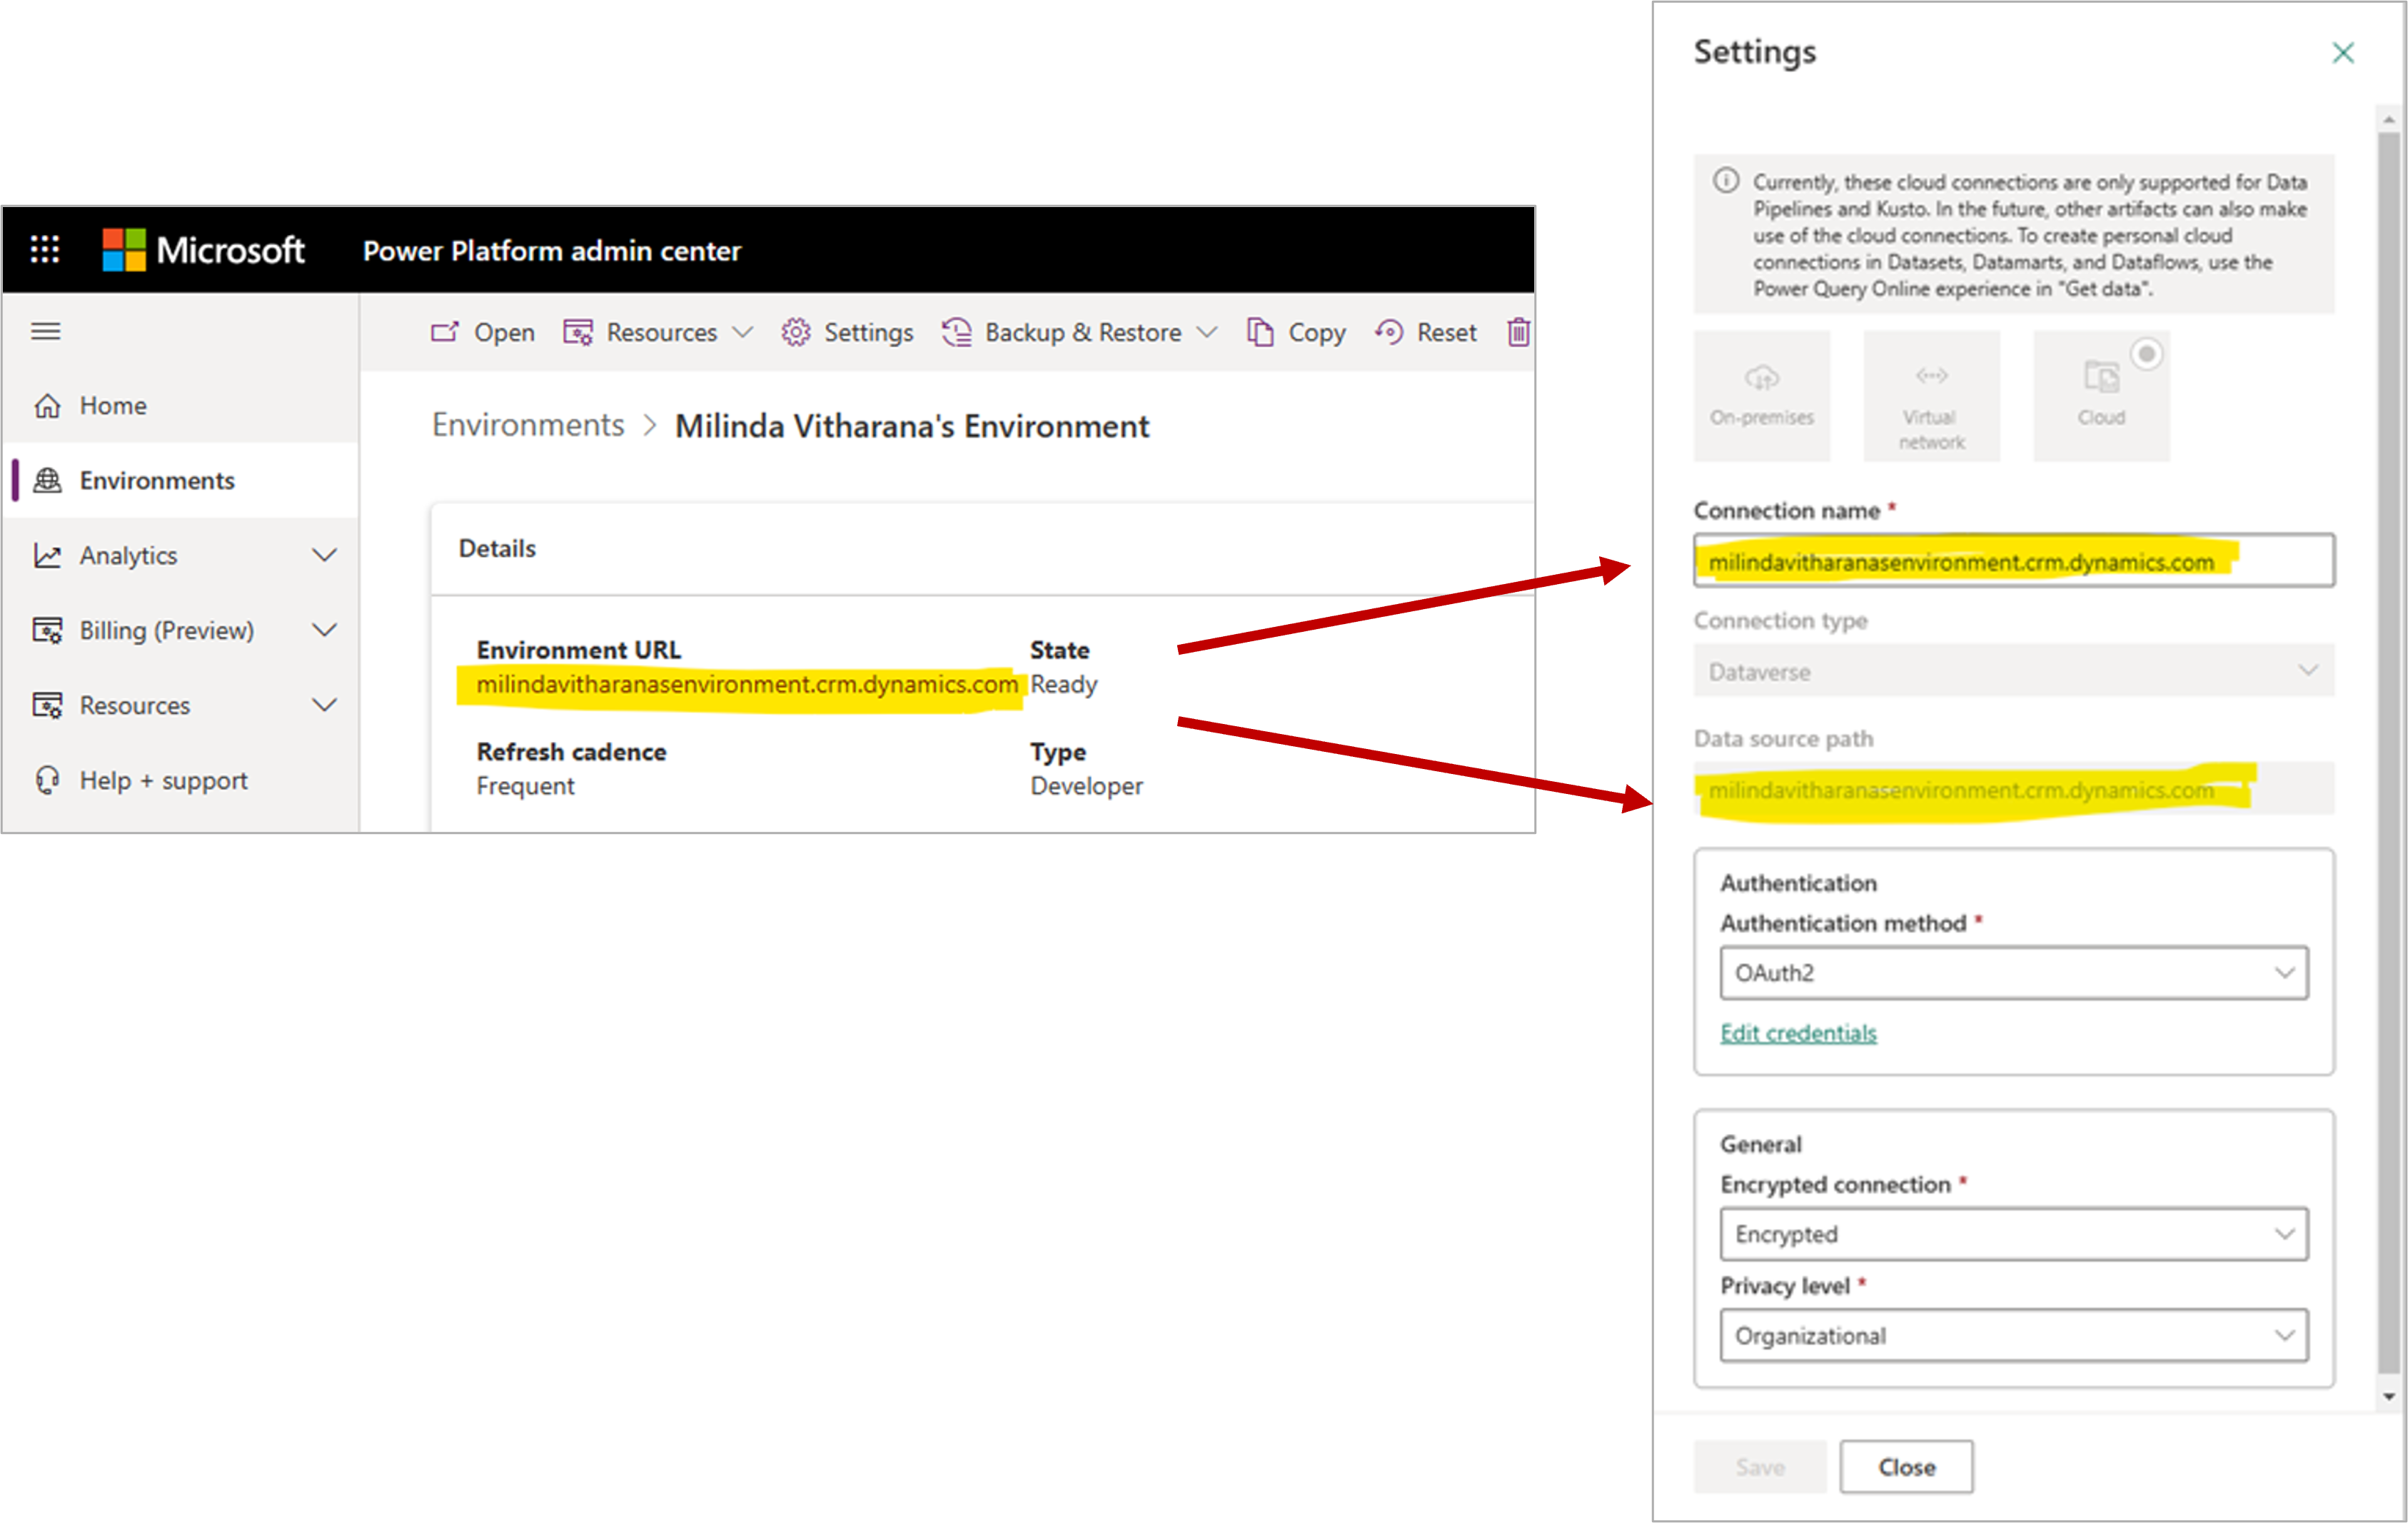 Microsoft
Power Platform admin center
Open
Resources
Settings
Backup & Restore
Copy
Reset
Home
Environments
Analytics
Billing (Preview)
Resources
Help + support
Environments > Milinda Vitharana's Environment
Details
Environment URL
milindavitharanasenvironment.crm.dynamics.com
State
Ready
Refresh cadence
Frequent
Type
Developer
Settings
Currently, these cloud connections are only supported for Data
Pipelines and Kusto. In the future, other artifacts can also make
use of the cloud connections. To create personal cloud
connections in Datasets, Datamarts, and Dataflows, use the
Power Query Online experience in "Get data".
On-premises
Virtual
network
Cloud
Connection name *
milindavitharanasenvironment.crm.dynamics.com
Connection type
Dataverse
Data source path
milindavitharanasenvironment.crm.dynamics.com
Authentication
Authentication method *
OAuth2
Edit credentials
General
Encrypted connection *
Encrypted
Privacy level *
Organizational
Save
Close